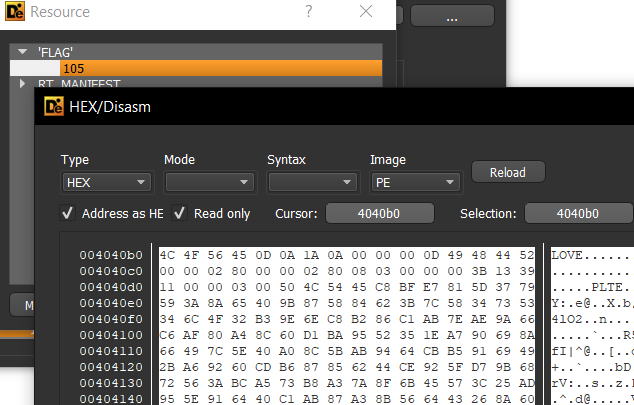 De Resource ? ×
...
'FLAG'
105
RT_MANIFEST
De HEX/Disasm
Type Mode Syntax Image
HEX PE Reload
Address as HE Read only Cursor: 4040b0 Selection: 4040b0
004040b0 4C 4F 56 45 0D 0A 1A 0A 00 00 00 0D 49 48 44 52 LOVE.......
004040c0 00 00 02 80 00 00 02 80 08 03 00 00 00 3B 13 39 ...........
004040d0 11 00 00 03 00 50 4C 54 45 C8 BF E7 81 5D 37 79 .....PLTE.
004040e0 59 3A 8A 65 40 9B 87 58 84 62 3B 7C 58 34 73 53 Y:.e@..X.b,
004040f0 34 6C 4F 32 B3 9E 6E C8 B2 86 C1 AB 7E AE 9A 66 4lO2..n....
00404100 C6 AF 80 A4 8C 60 D1 BA 95 52 35 1E A7 90 69 8A .....`...R5
00404110 66 49 7C 5E 40 A0 8C 5B AB 94 64 CB B5 91 69 49 fI|^@..[..d
00404120 2B A6 92 60 CD B6 87 85 62 44 CE 92 5F D7 9B 68 +..`....bD
00404130 72 56 3A BC A5 73 B8 A3 7A 8F 6B 45 57 3C 25 AD rV:..s..z.
00404140 95 5E 91 64 40 C1 AB 87 A3 8B 56 64 43 26 8A 60 .^.d@.....V